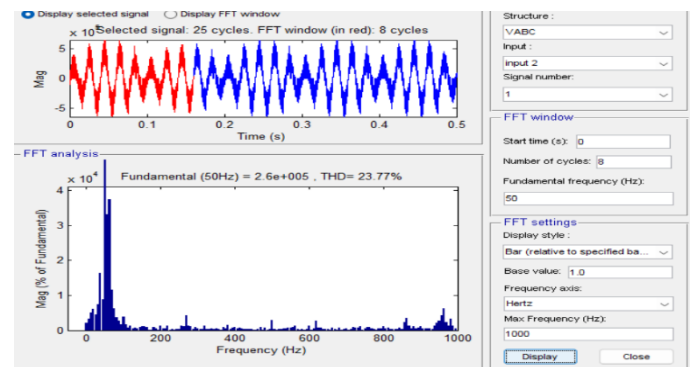 Display selected signal Display FFT window
Selected signal: 25 cycles. FFT window (in red): 8 cycles
× 10
5
0
-5
Mag
0 0.1 0.2 0.3 0.4 0.5
Time (s)
FFT analysis
Fundamental (50Hz) = 2.6e+005 , THD= 23.77%
× 10⁴
4
3
2
1
0
Mag (% of Fundamental)
0 200 400 600 800 1000
Frequency (Hz)
Structure :
VABC
Input :
input 2
Signal number:
1
FFT window
Start time (s): 0
Number of cycles: 8
Fundamental frequency (Hz):
50
FFT settings
Display style :
Bar (relative to specified ba...
Base value: 1.0
Frequency axis:
Hertz
Max Frequency (Hz):
1000
Display Close